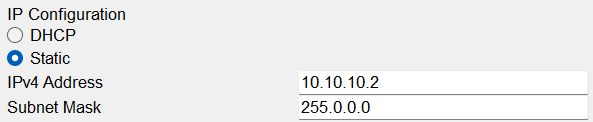 IP Configuration
DHCP
Static
IPv4 Address 10.10.10.2
Subnet Mask 255.0.0.0